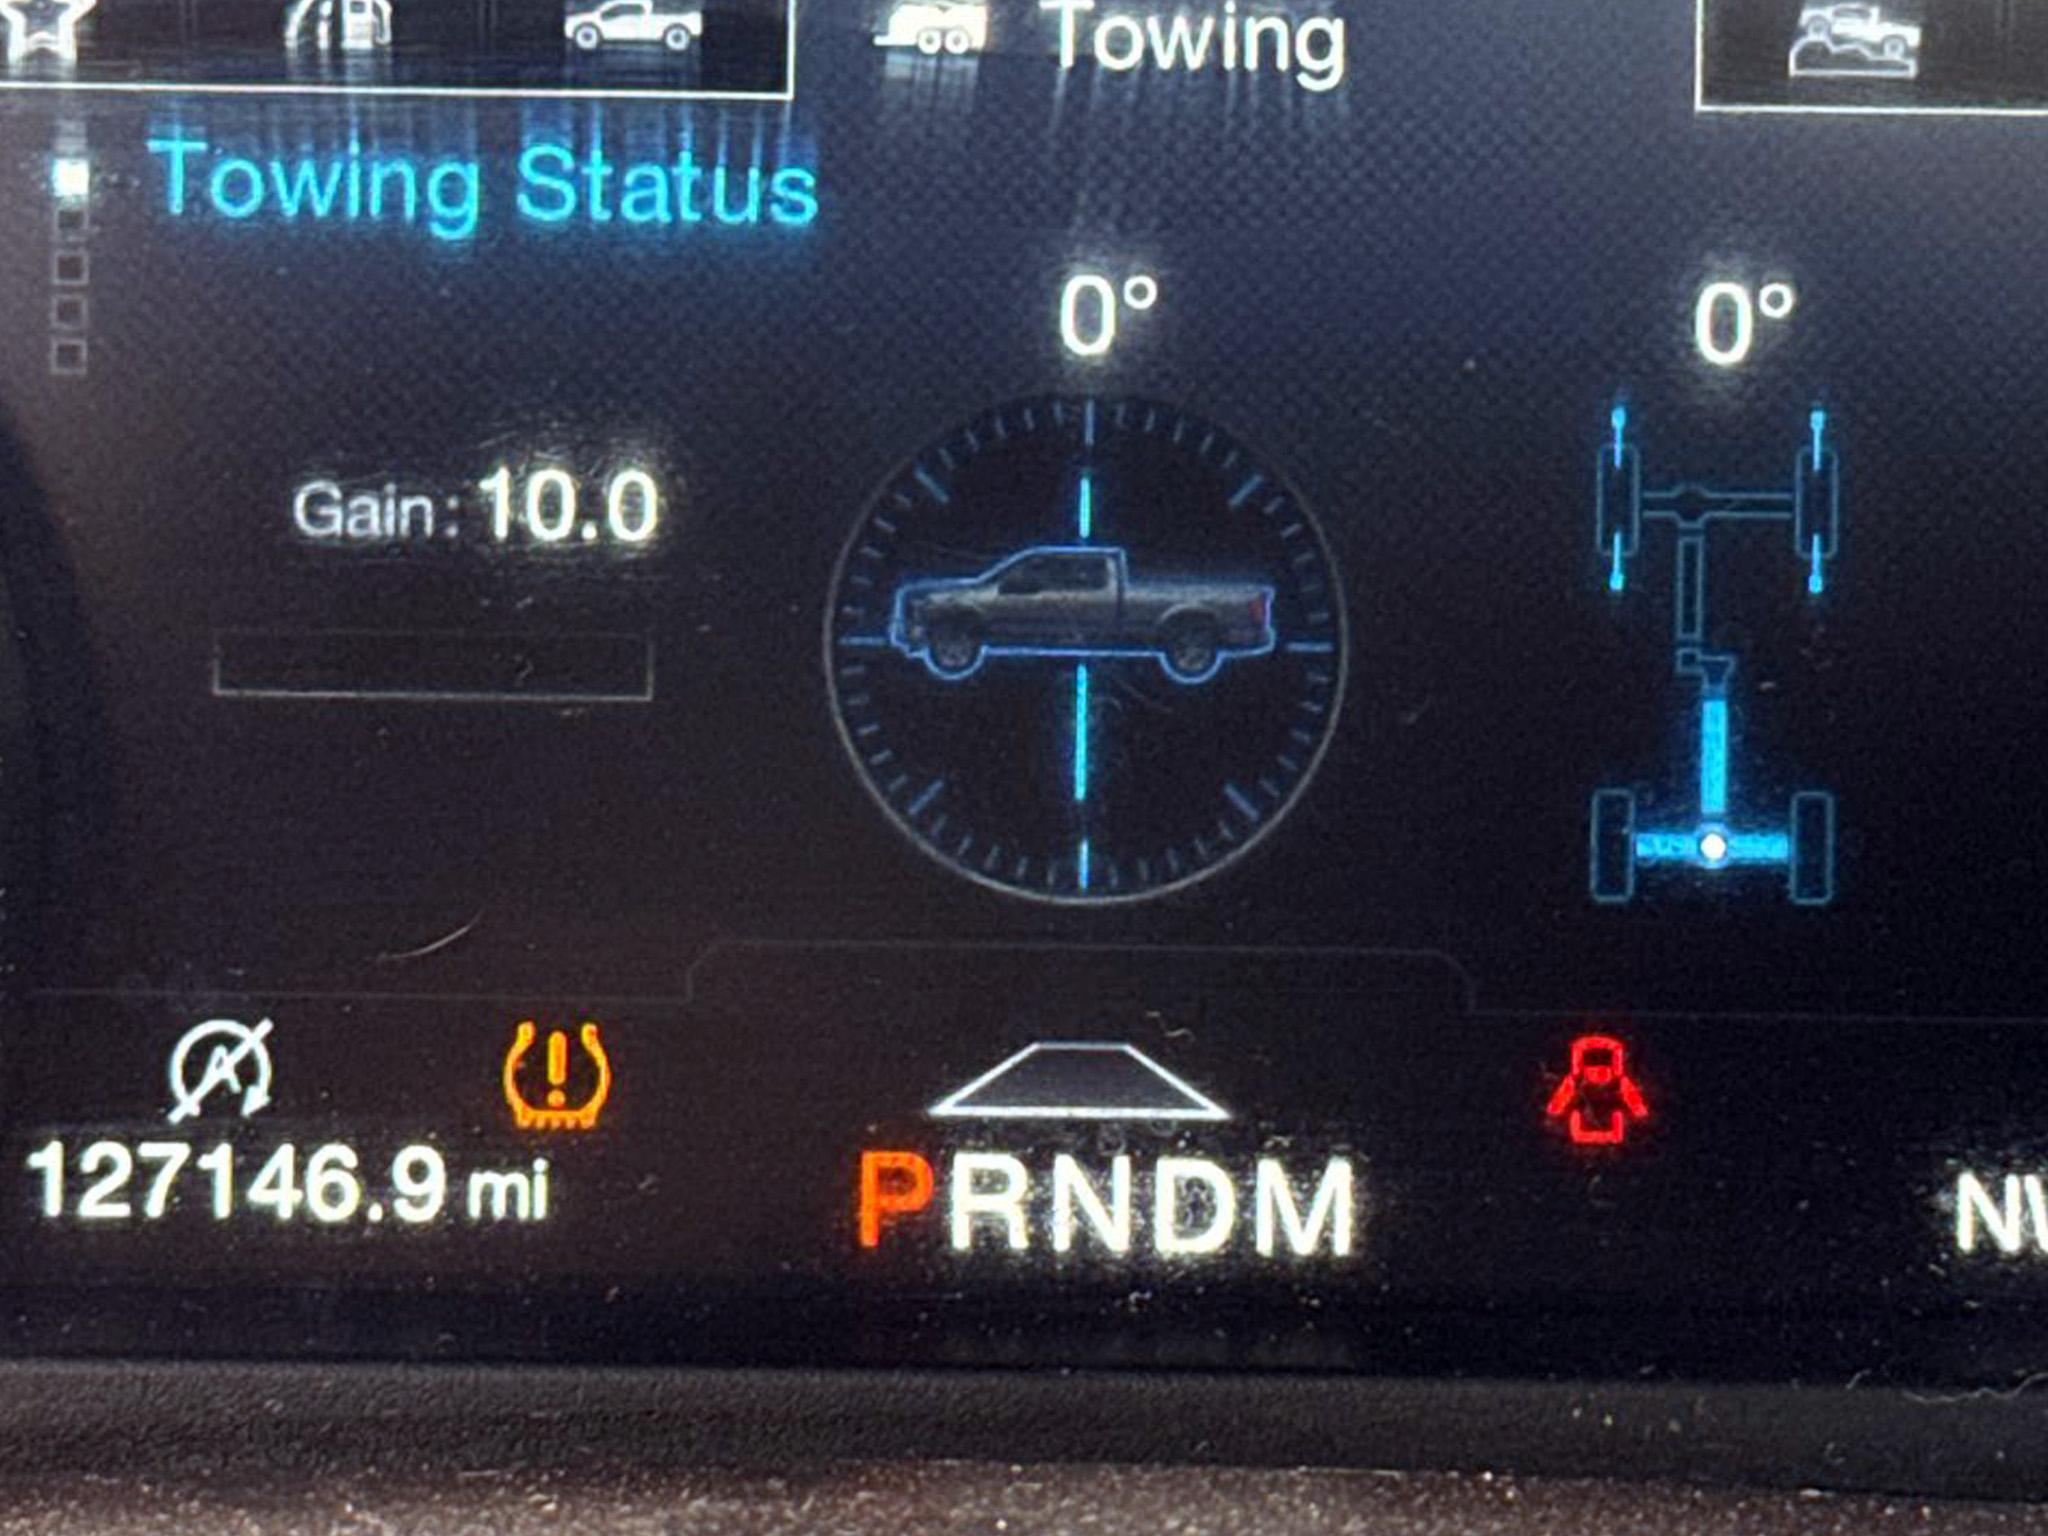 Towing
Towing Status
0°
0°
Gain: 10.0
127146.9 mi
PRNDM